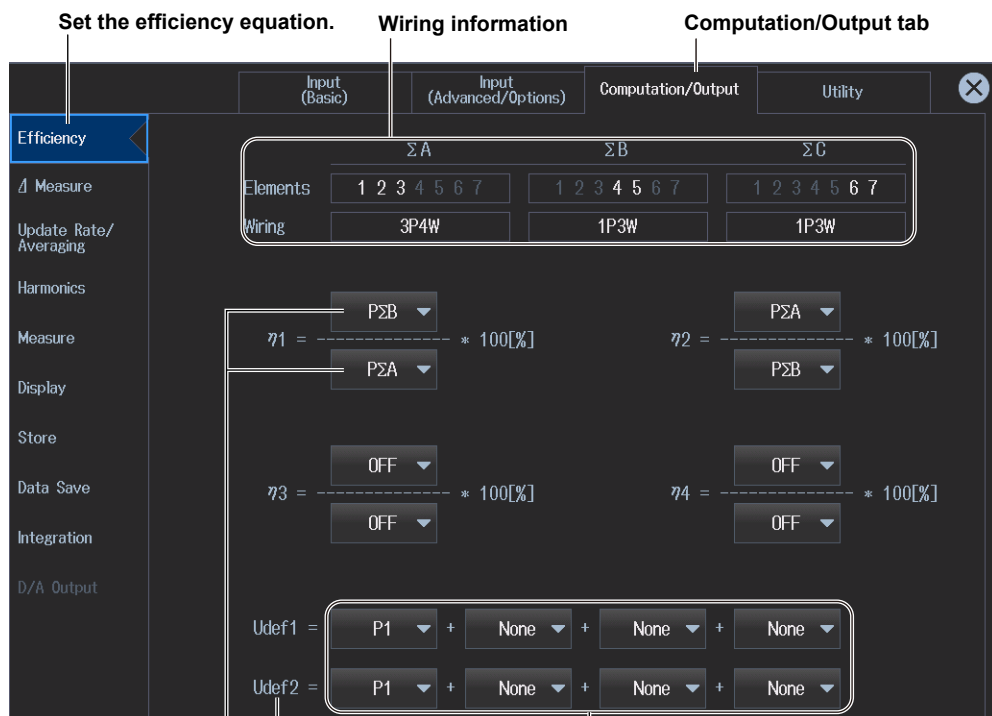 Set the efficiency equation. Wiring information Computation/Output tab
Input (Basic) Input (Advanced/Options) Computation/Output Utility
Efficiency
⊿ Measure
Update Rate/
Averaging
Harmonics
Measure
Display
Store
Data Save
Integration
D/A Output
ΣA ΣB ΣC
Elements 1 2 3 4 5 6 7 1 2 3 4 5 6 7 1 2 3 4 5 6 7
Wiring 3P4W 1P3W 1P3W
η1 = PΣB / PΣA * 100[%] η2 = PΣA / PΣB * 100[%]
η3 = OFF / OFF * 100[%] η4 = OFF / OFF * 100[%]
Udef1 = P1 + None + None + None
Udef2 = P1 + None + None + None